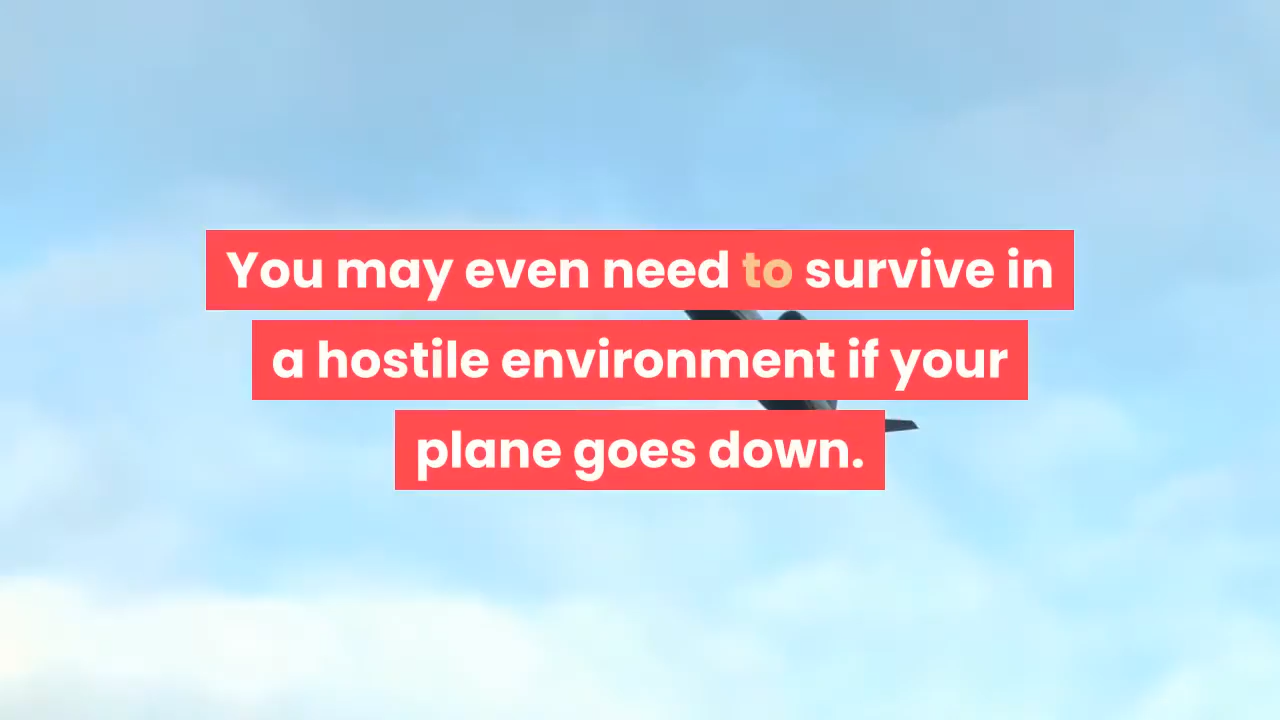 You may even need to survive in
a hostile environment if your
plane goes down.